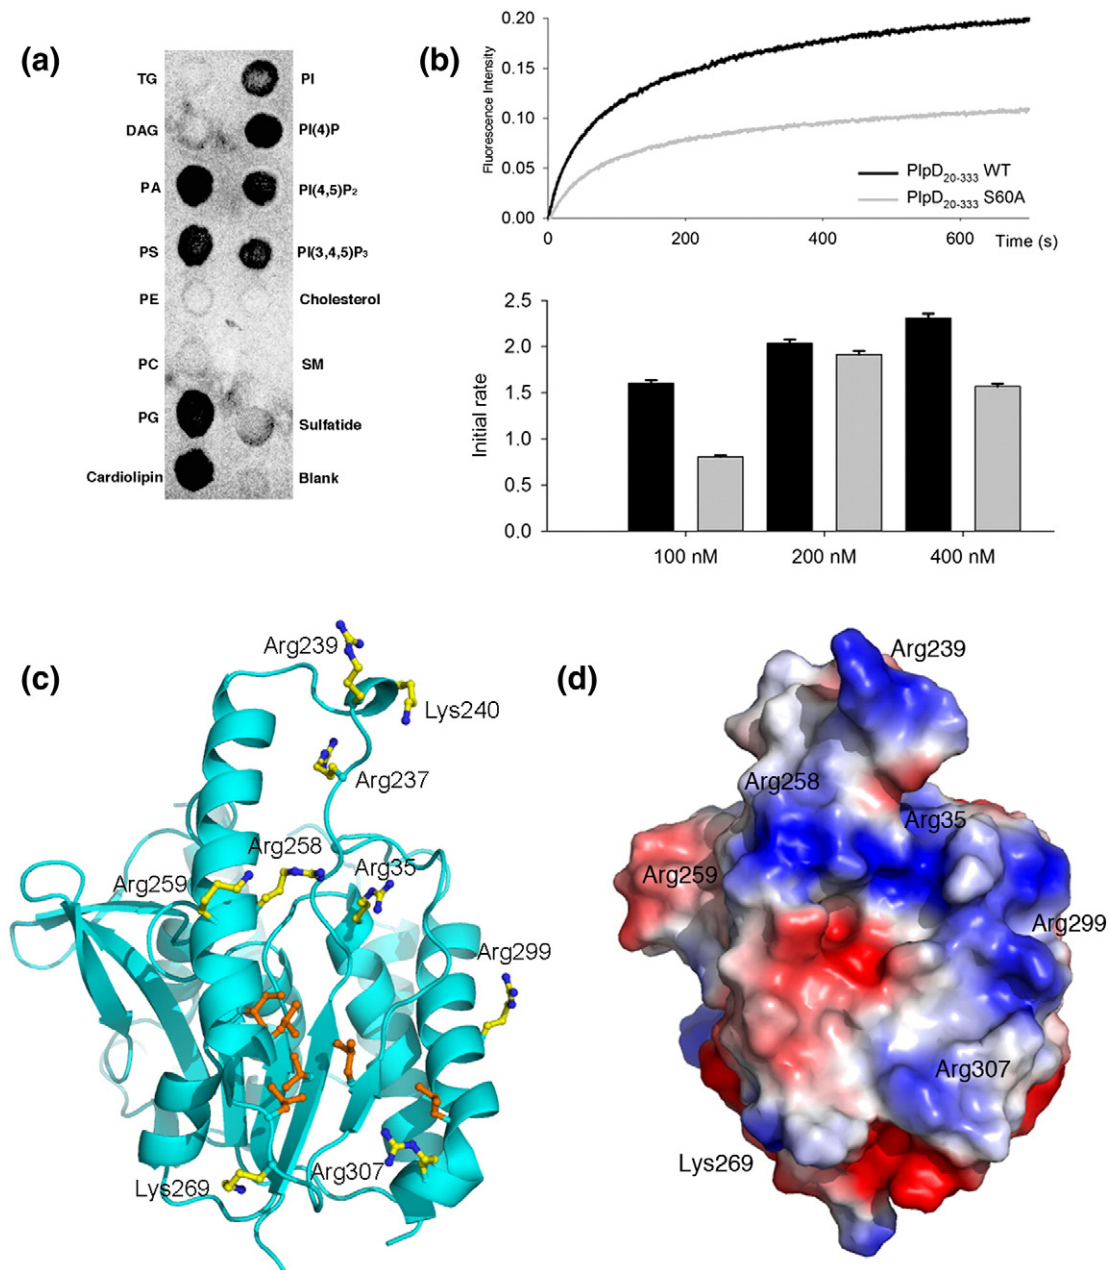 (a)
TG PI
DAG PI(4)P
PA PI(4,5)P2
PS PI(3,4,5)P3
PE Cholesterol
PC SM
PG Sulfatide
Cardiolipin Blank
(b)
Fluorescence Intensity
0.20
0.15
0.10
0.05
0.00
PlpD20-333 WT
PlpD20-333 S60A
0 200 400 600 Time (s)
Initial rate
2.5
2.0
1.5
1.0
0.5
0.0
100 nM 200 nM 400 nM
(c)
Arg239
Lys240
Arg237
Arg258
Arg35
Arg259
Arg299
Arg307
Lys269
(d)
Arg239
Arg258
Arg35
Arg259
Arg299
Arg307
Lys269